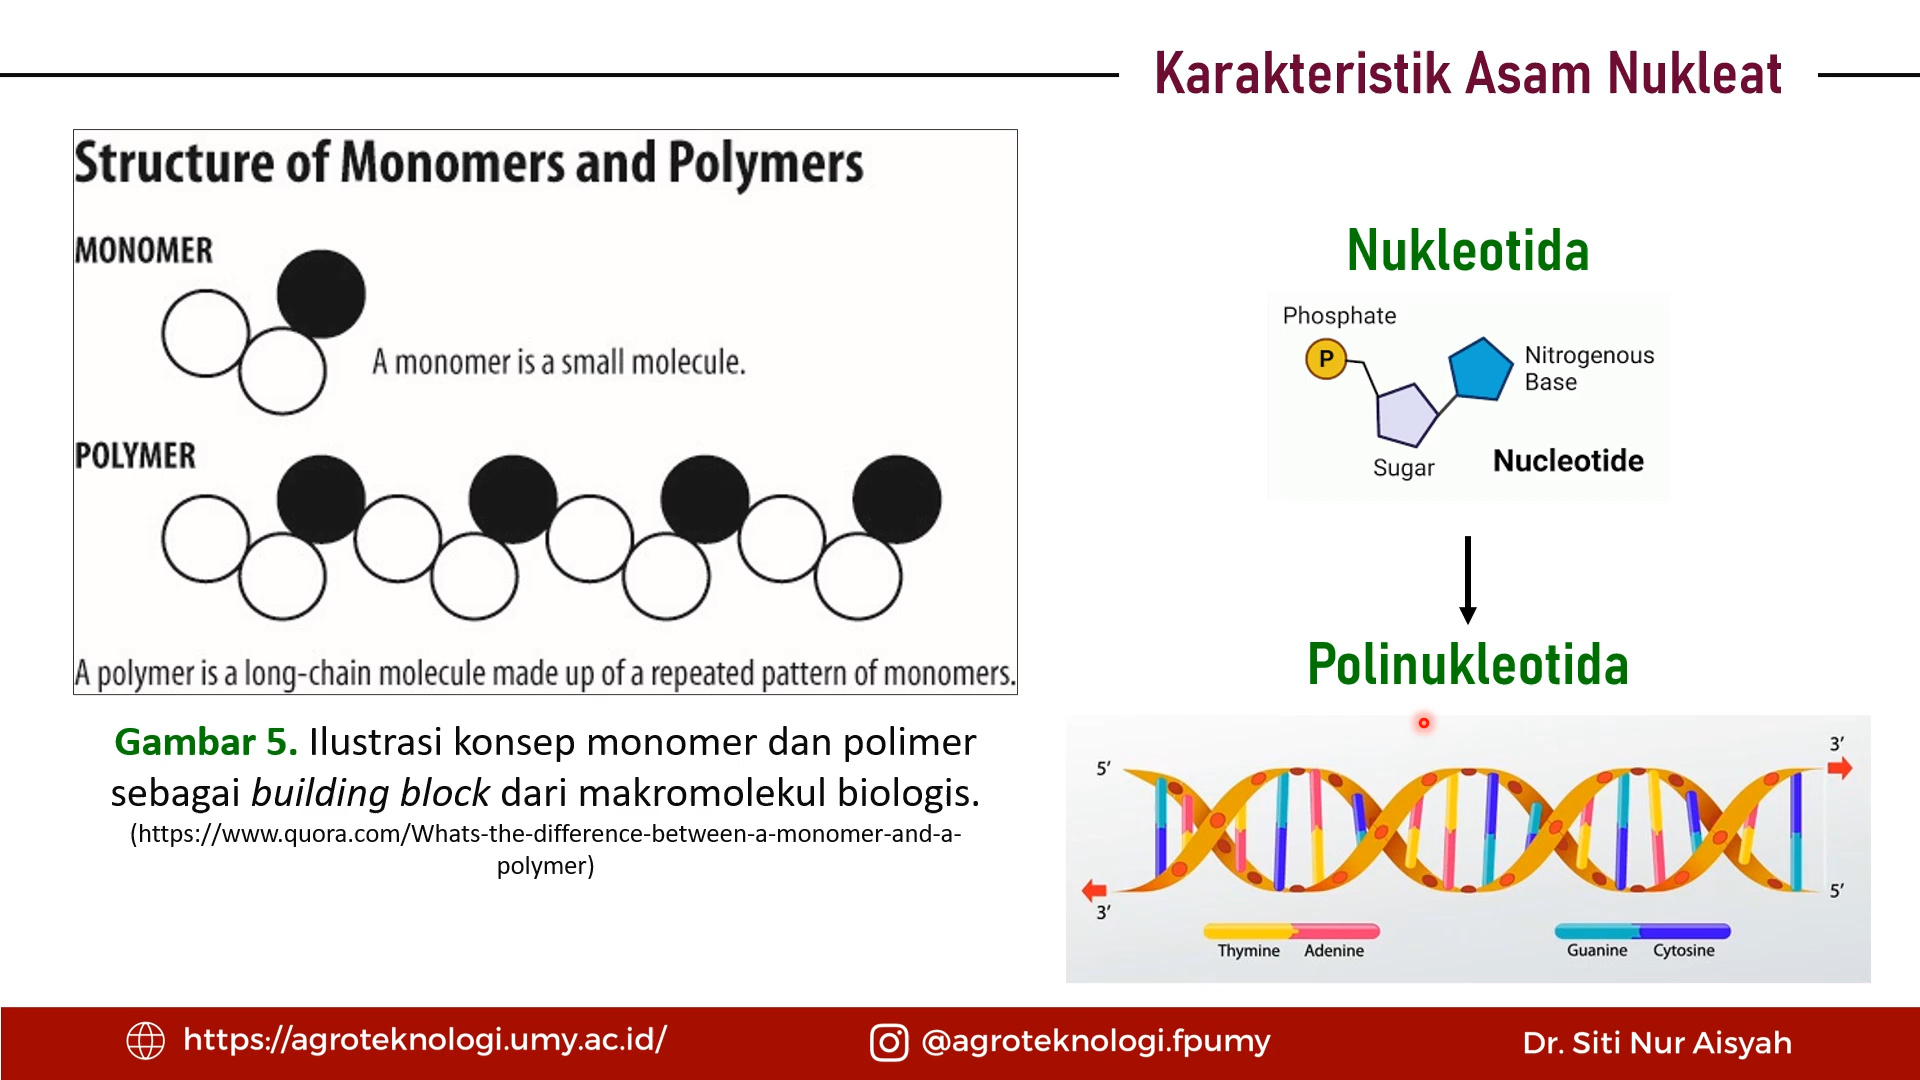 Karakteristik Asam Nukleat
Structure of Monomers and Polymers
MONOMER
A monomer is a small molecule.
POLYMER
A polymer is a long-chain molecule made up of a repeated pattern of monomers.
Gambar 5. Ilustrasi konsep monomer dan polimer
sebagai building block dari makromolekul biologis.
(https://www.quora.com/Whats-the-difference-between-a-monomer-and-a-
polymer)
Nukleotida
Phosphate
P
Nitrogenous
Base
Sugar
Nucleotide
Polinukleotida
5’
3’
3’
5’
Thymine
Adenine
Guanine
Cytosine
https://agroteknologi.umy.ac.id/
@agroteknologi.fpumy
Dr. Siti Nur Aisyah